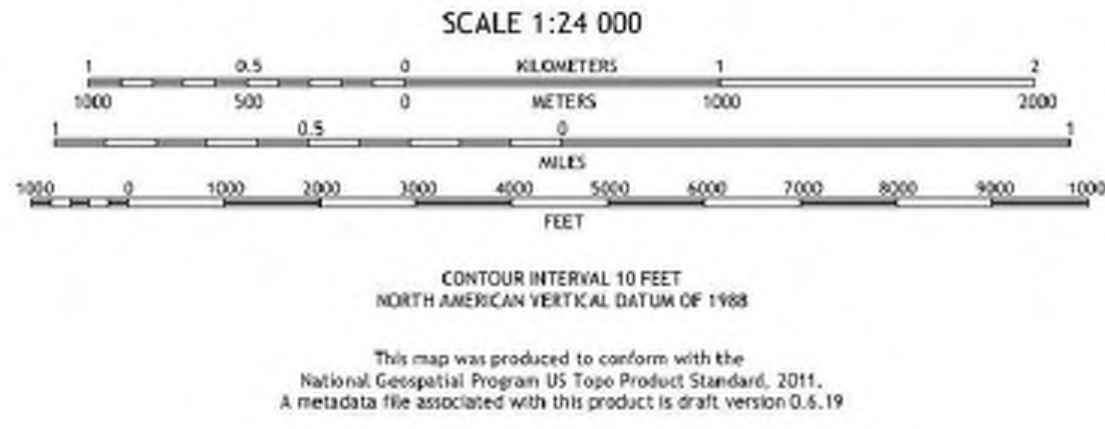 SCALE 1:24 000
1 0.5 0 KILOMETERS 1 2
1000 500 0 METERS 1000 2000
1 0.5 0 1
MILES
1000 0 1000 2000 3000 4000 5000 6000 7000 8000 9000 1000
FEET
CONTOUR INTERVAL 10 FEET
NORTH AMERICAN VERTICAL DATUM OF 1988
This map was produced to conform with the
National Geospatial Program US Topo Product Standard, 2011.
A metadata file associated with this product is draft version 0.6.19